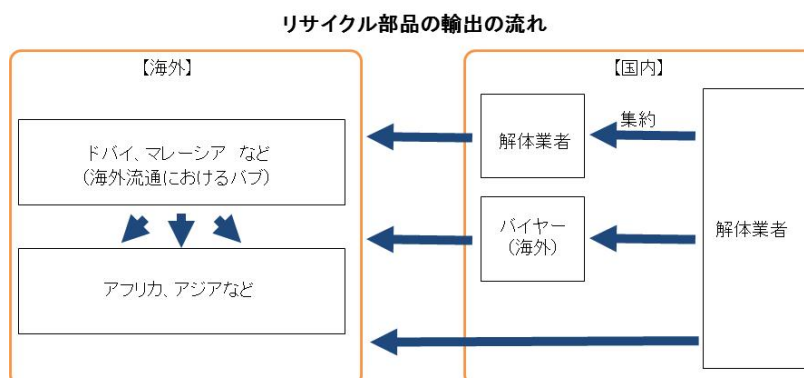 リサイクル部品の輸出の流れ
【海外】
ドバイ、マレーシア など
(海外流通におけるバブ)
アフリカ、アジアなど
【国内】
解体業者
集約
バイヤー
(海外)
解体業者